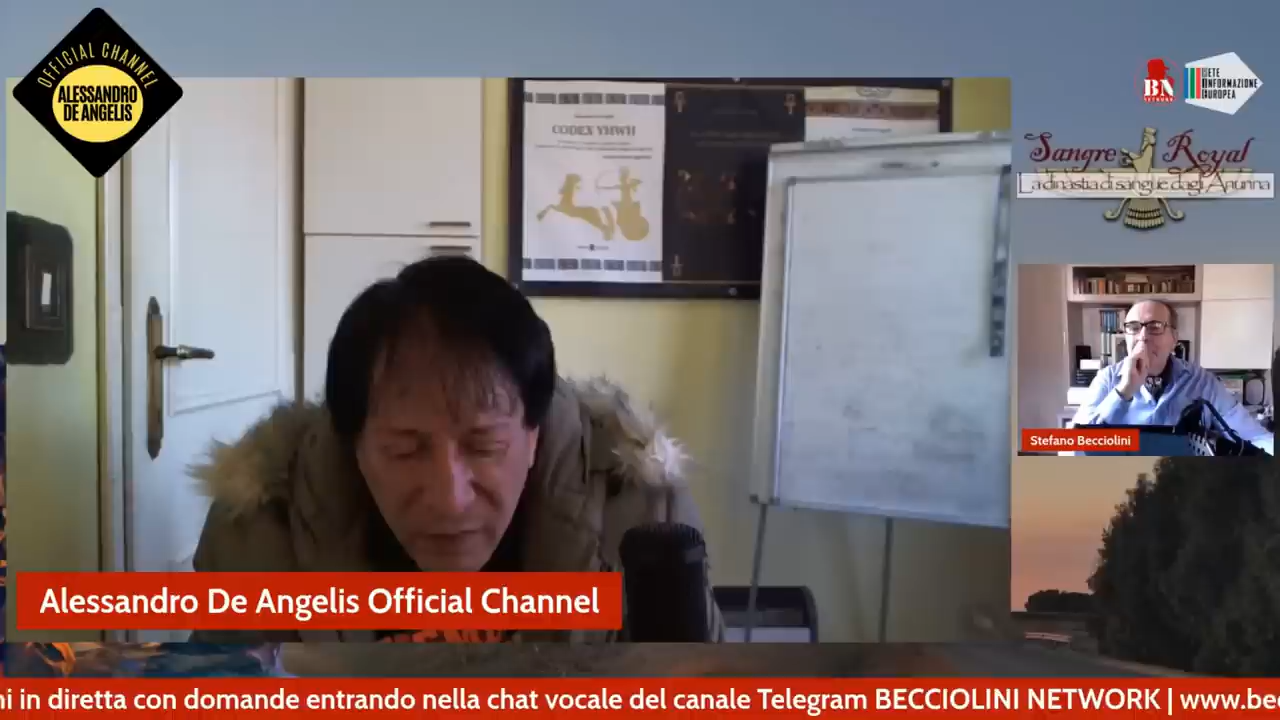 OFFICIAL CHANNEL
ALESSANDRO
DE ANGELIS
BN
NETWORK
RETE
INFORMAZIONE
EUROPEA
Sangre Royal
La dinastia di sangue dagli Anunna
CODEX YHWH
Stefano Becciolini
Alessandro De Angelis Official Channel
ni in diretta con domande entrando nella chat vocale del canale Telegram BECCIOLINI NETWORK | www.bec